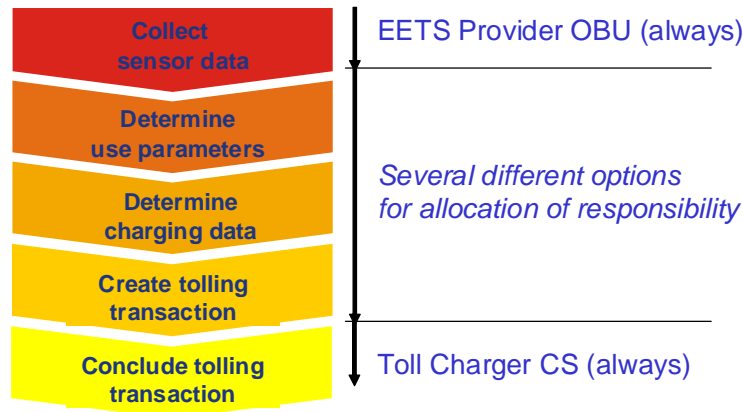 Collect
sensor data
EETS Provider OBU (always)
Determine
use parameters
Several different options
for allocation of responsibility
Determine
charging data
Create tolling
transaction
Conclude tolling
transaction
Toll Charger CS (always)